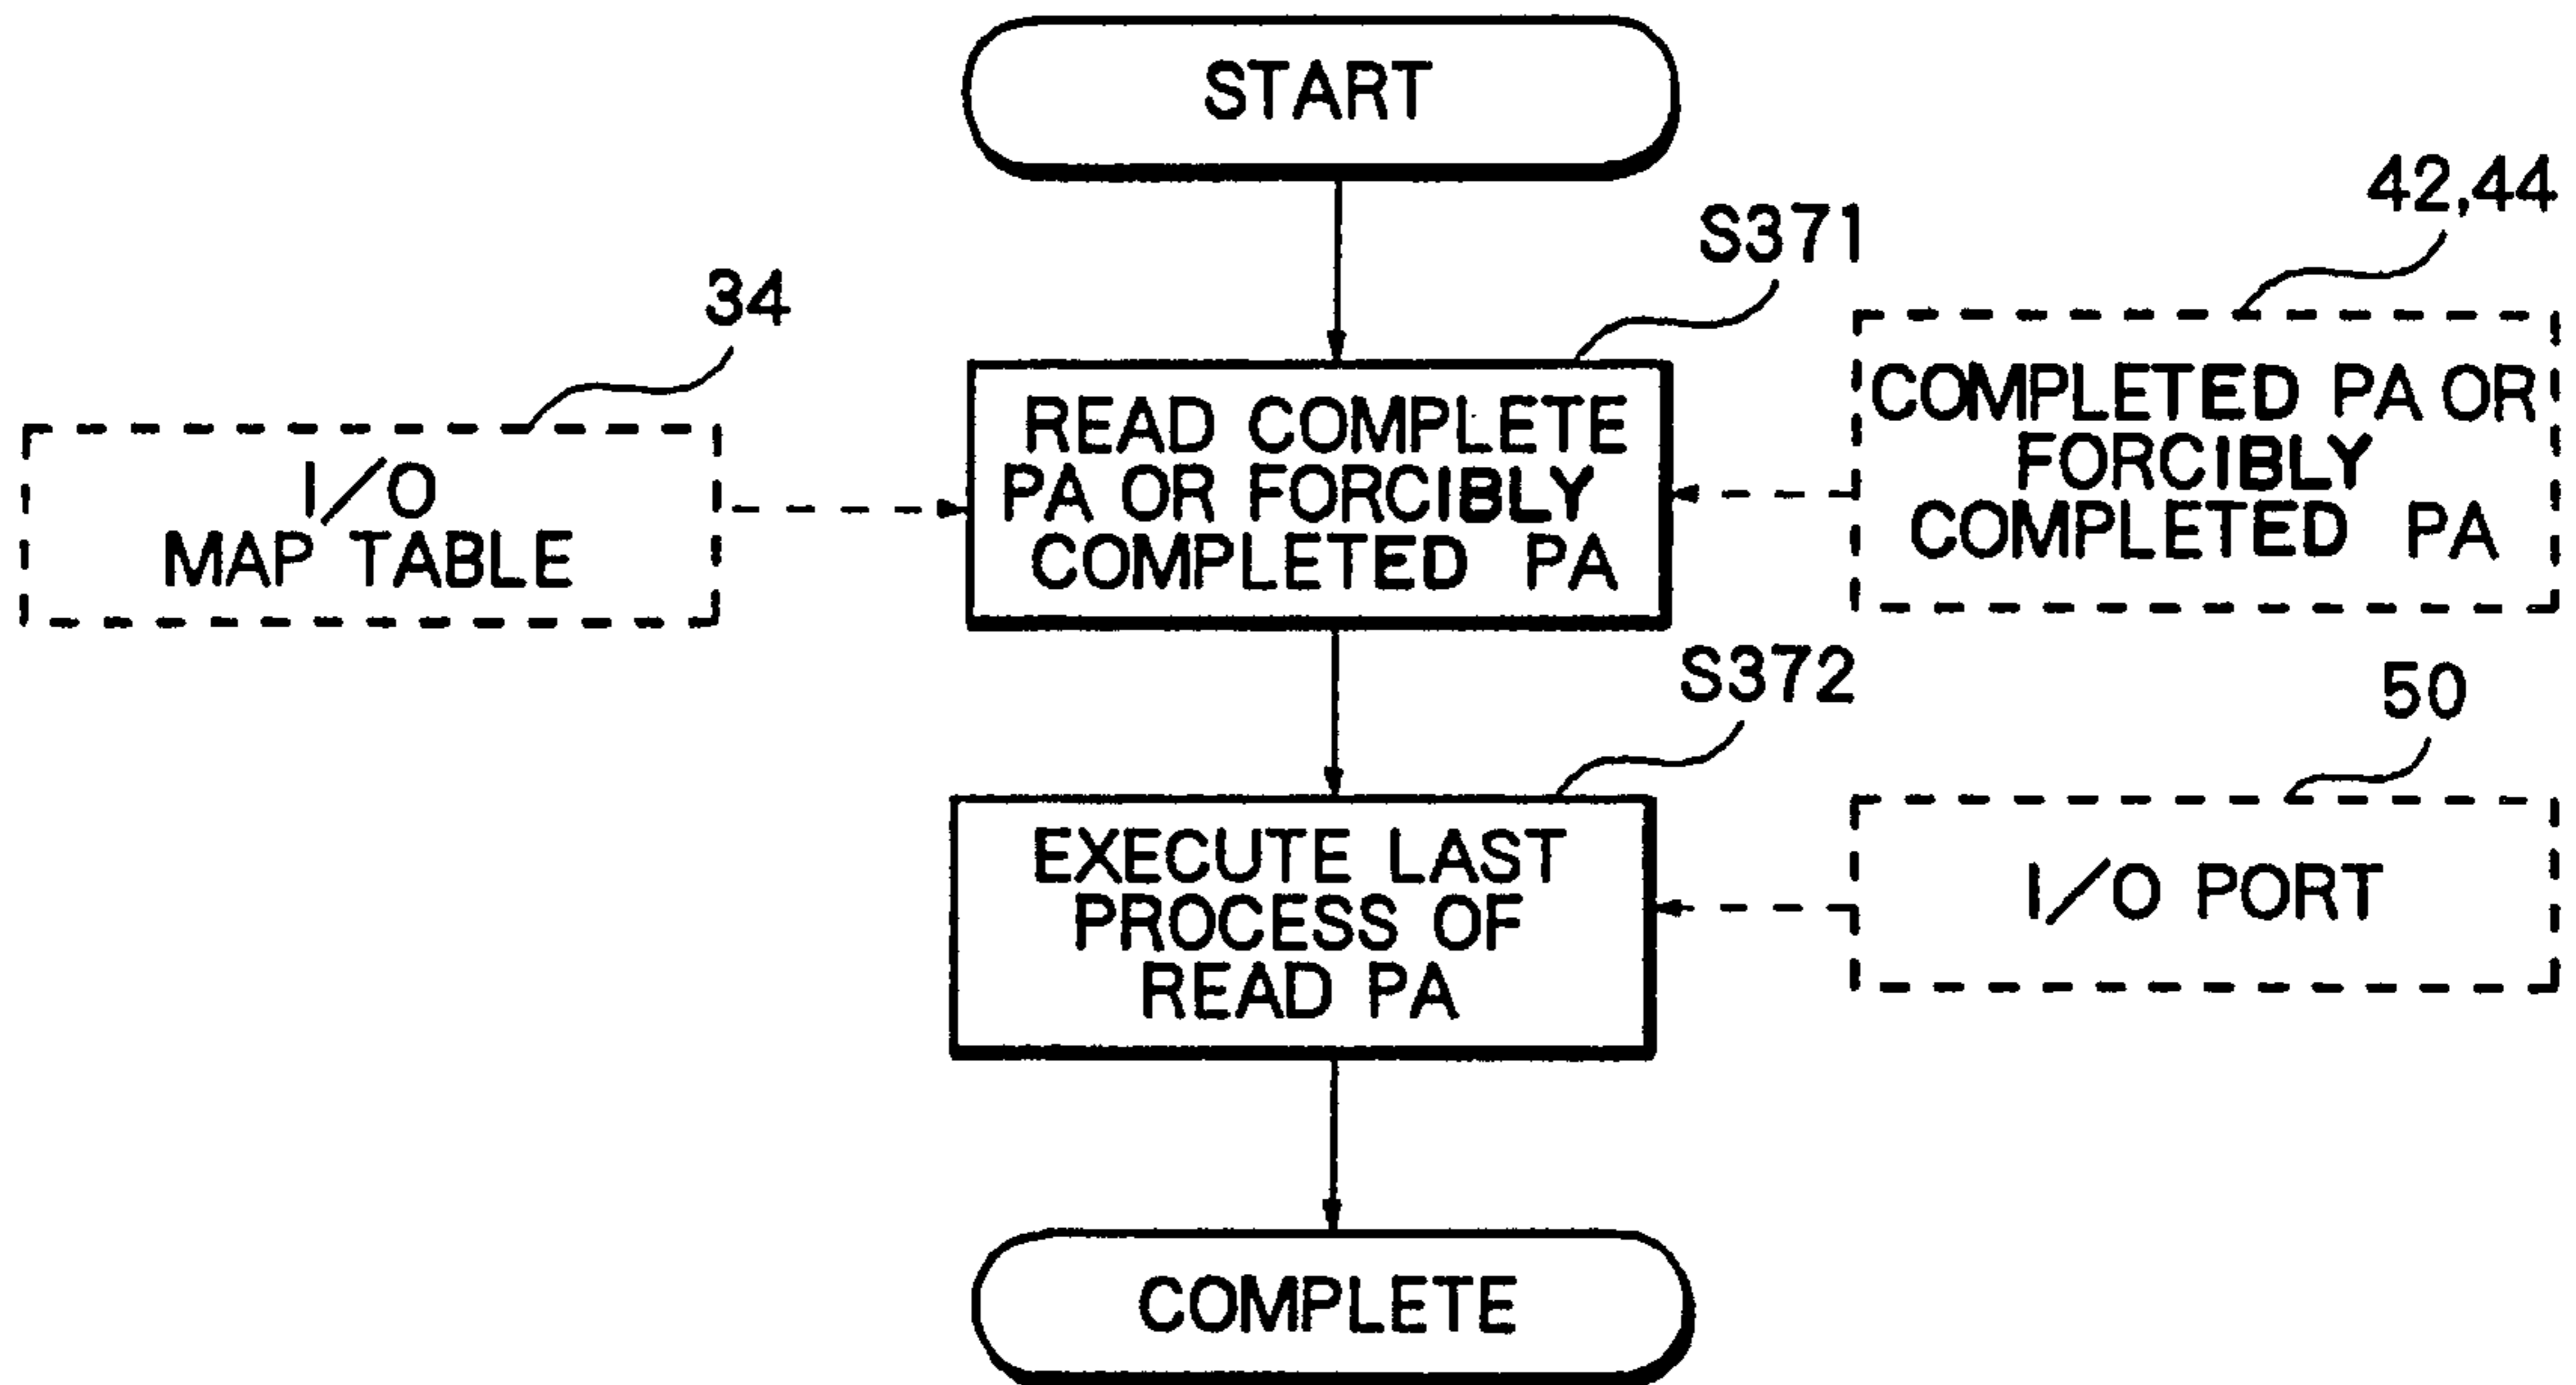 START
42,44
S371
34
READ COMPLETE
PA OR FORCIBLY
COMPLETED PA
COMPLETED PA OR
FORCIBLY
COMPLETED PA
I/O
MAP TABLE
S372
50
EXECUTE LAST
PROCESS OF
READ PA
I/O PORT
COMPLETE